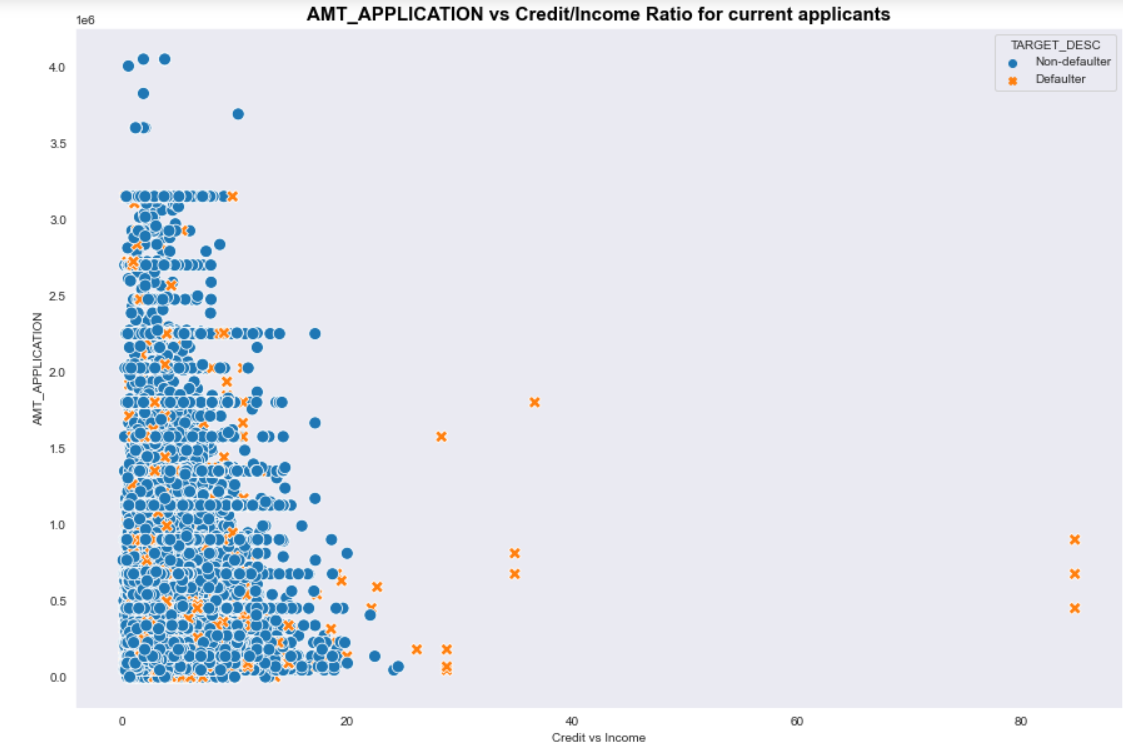 AMT_APPLICATION vs Credit/Income Ratio for current applicants
1e6
TARGET_DESC
Non-defaulter
Defaulter
4.0
3.5
3.0
2.5
2.0
1.5
1.0
0.5
0.0
AMT_APPLICATION
0 20 40 60 80
Credit vs Income